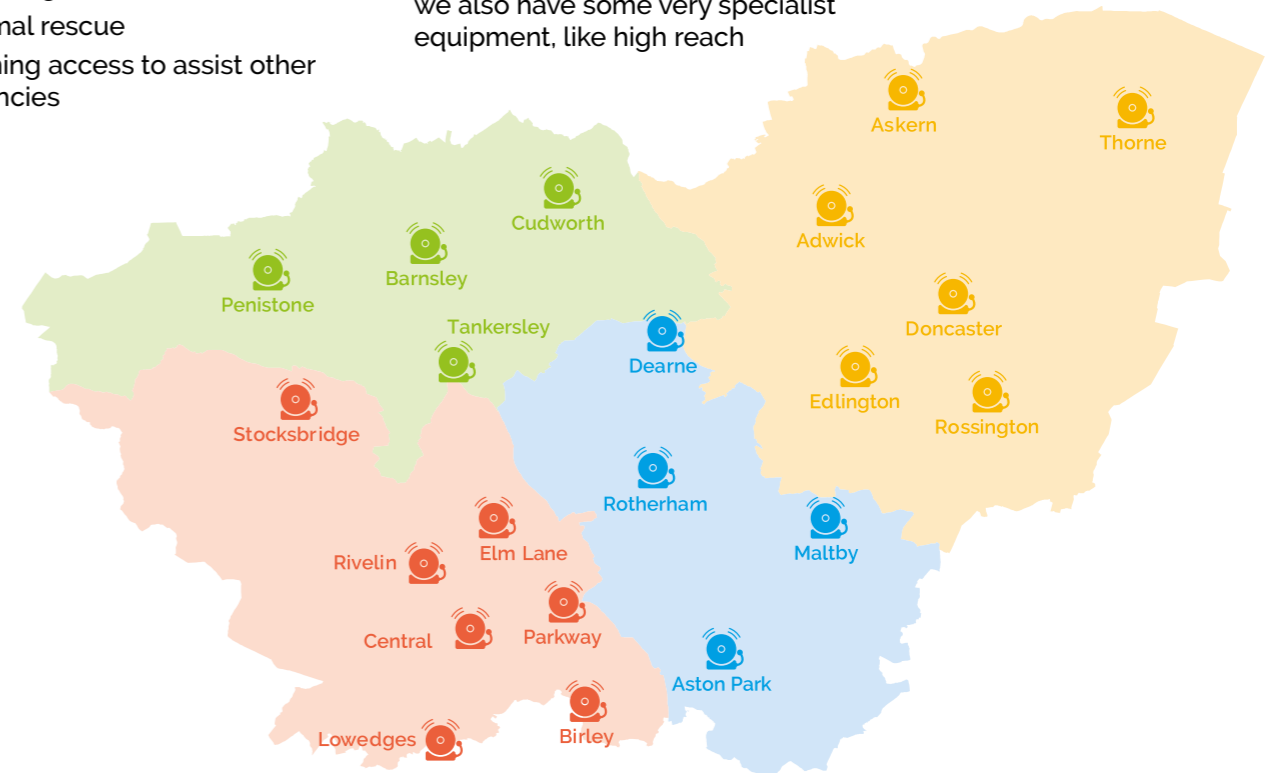 mal rescue
ing access to assist other
ncies
we also have some very specialist
equipment, like high reach
Askern
Thorne
Cudworth
Adwick
Barnsley
Penistone
Doncaster
Tankersley
Dearne
Edlington
Rossington
Stocksbridge
Rotherham
Elm Lane
Maltby
Rivelin
Parkway
Central
Aston Park
Birley
Lowedges